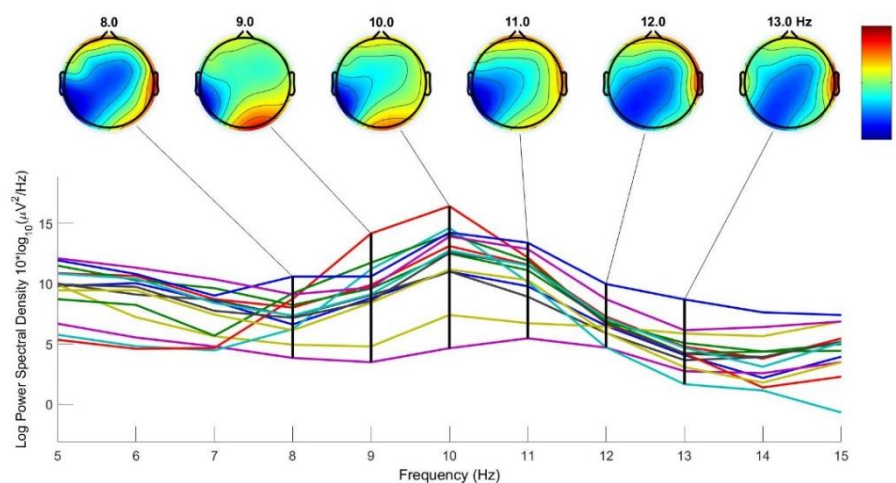 8.0 9.0 10.0 11.0 12.0 13.0 Hz
Log Power Spectral Density 10*log10(μV2/Hz)
15
10
5
0
5 6 7 8 9 10 11 12 13 14 15
Frequency (Hz)